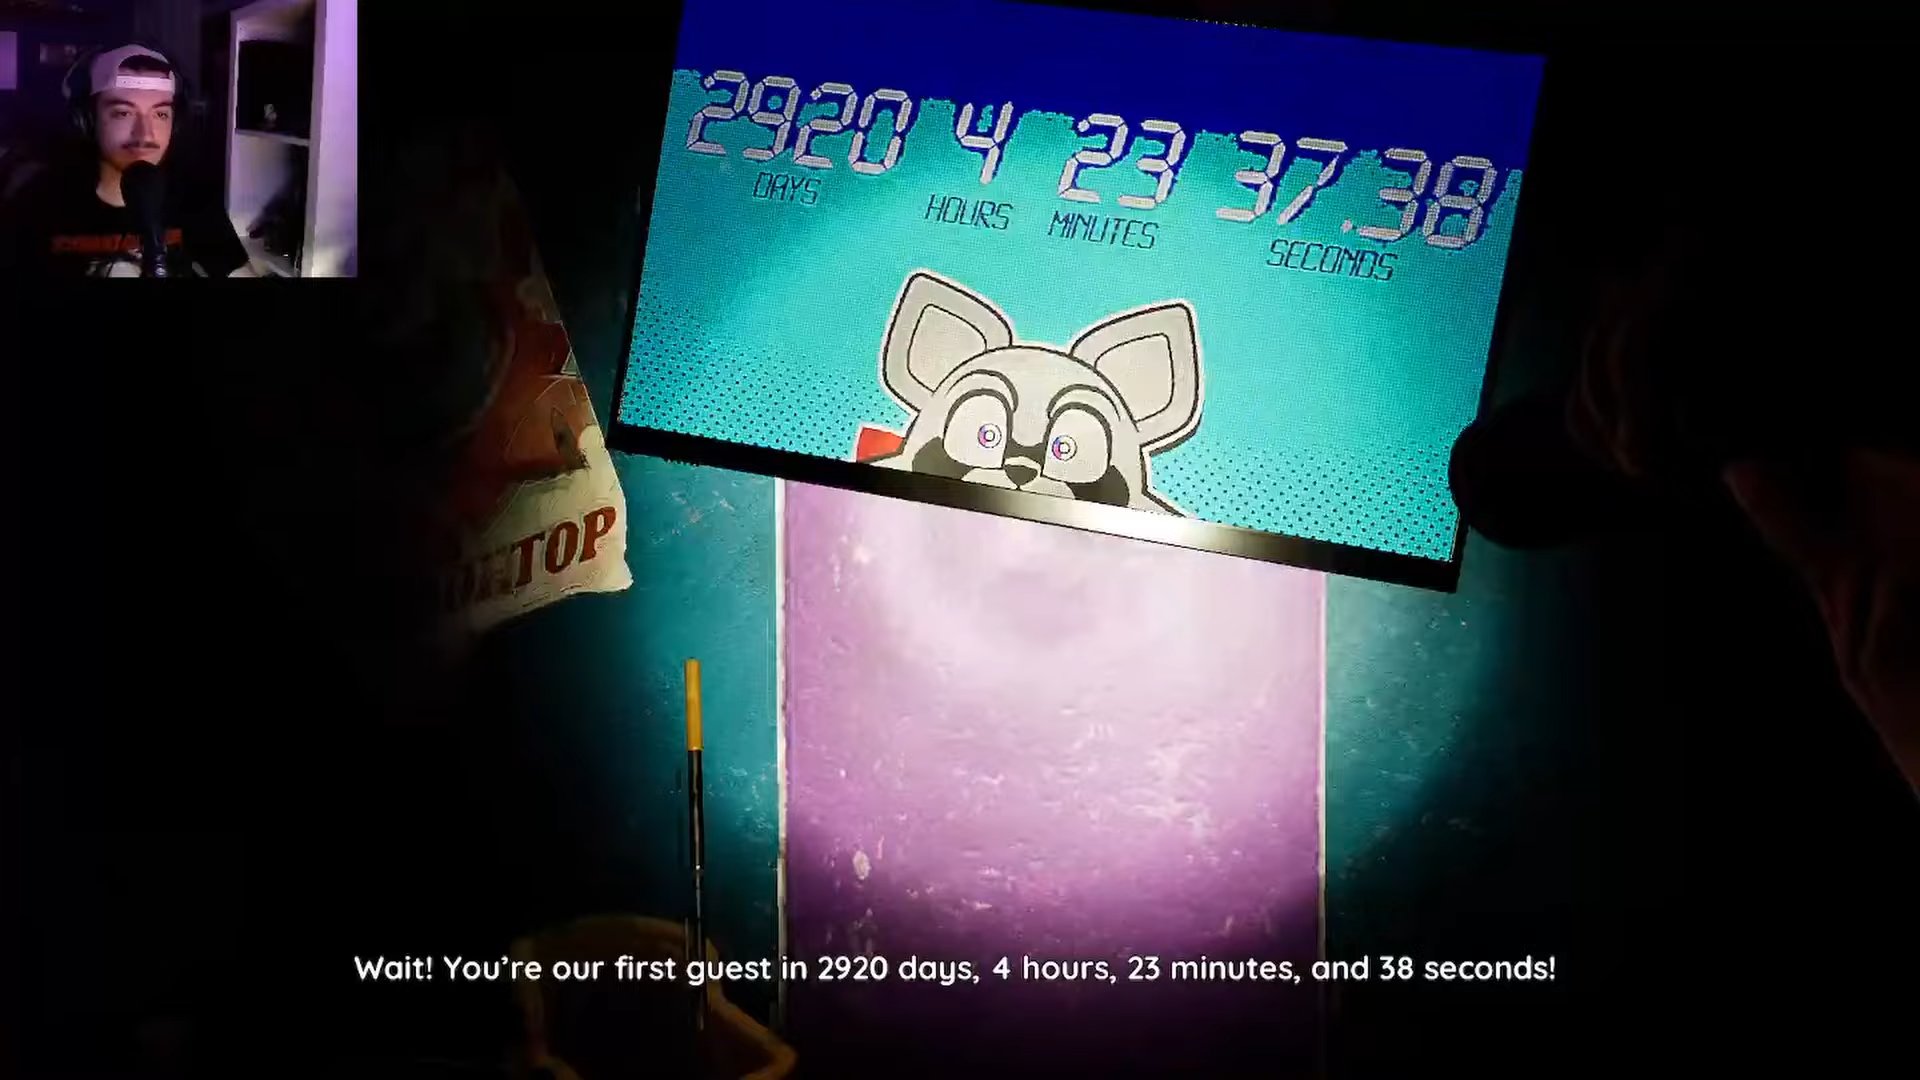 2920 4 23 37.38
DAYS HOURS MINUTES SECONDS
TOP
Wait! You're our first guest in 2920 days, 4 hours, 23 minutes, and 38 seconds!